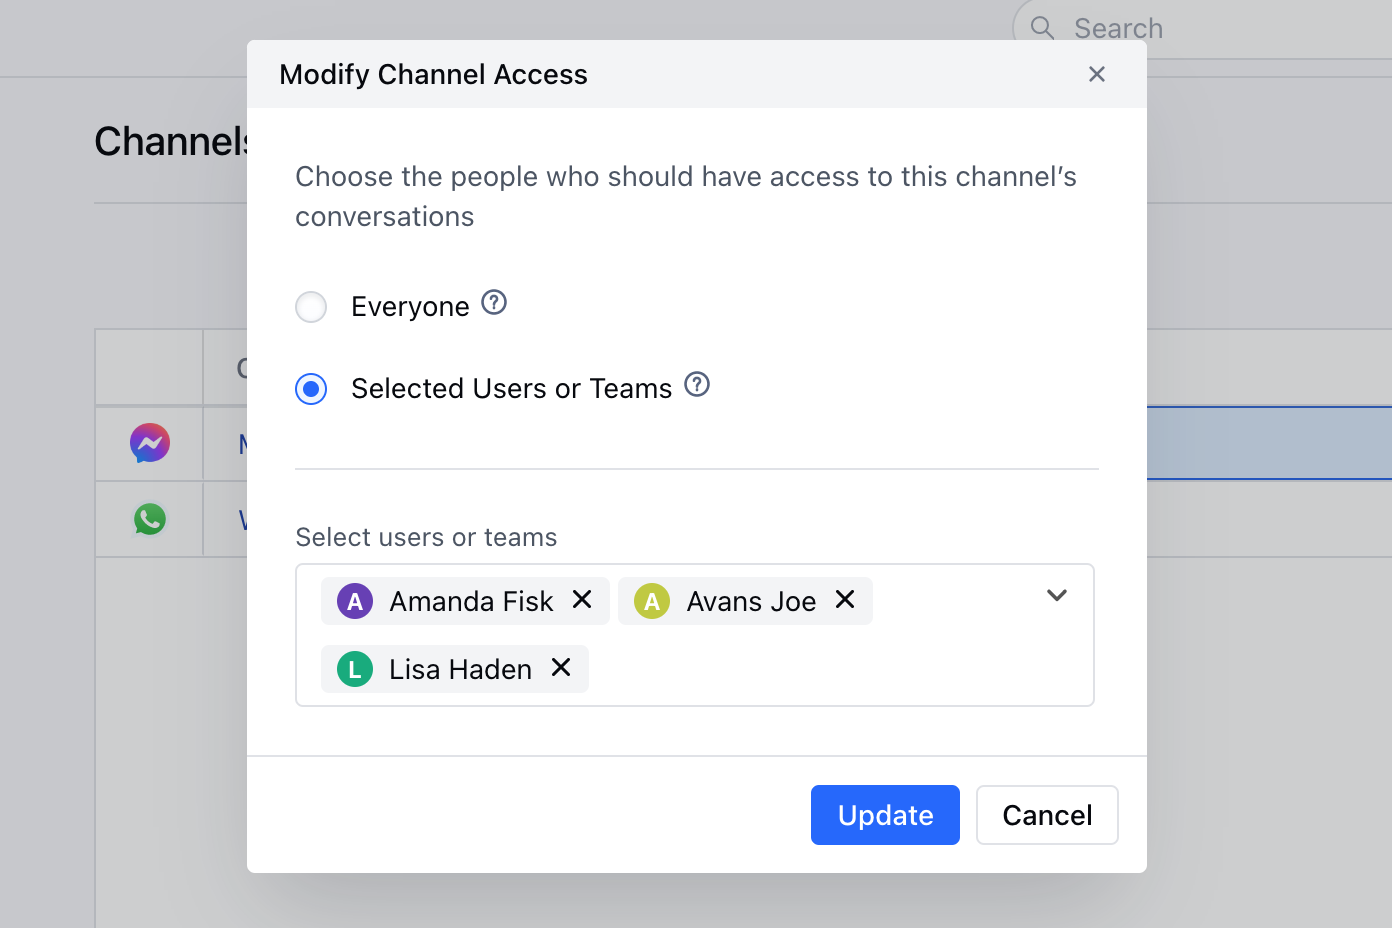 Search
Modify Channel Access
Channels
Choose the people who should have access to this channel’s
conversations
Everyone ?
Selected Users or Teams ?
Select users or teams
A Amanda Fisk A Avans Joe
L Lisa Haden
Update Cancel